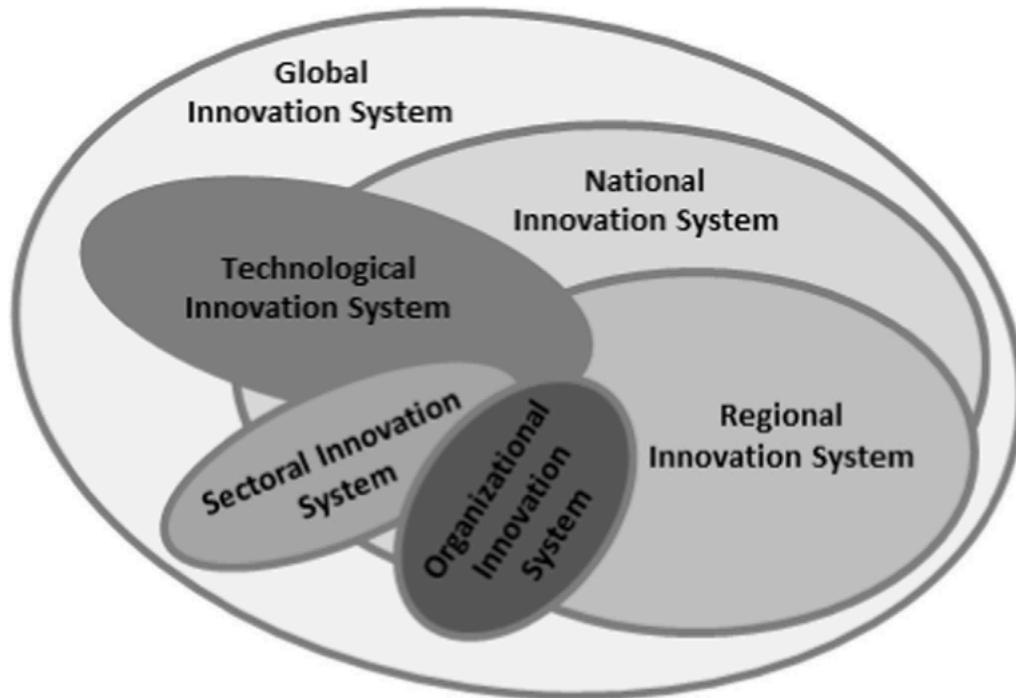 Global
Innovation System
National
Innovation System
Technological
Innovation System
Regional
Innovation System
Sectoral Innovation
System
Organizational
Innovation
System